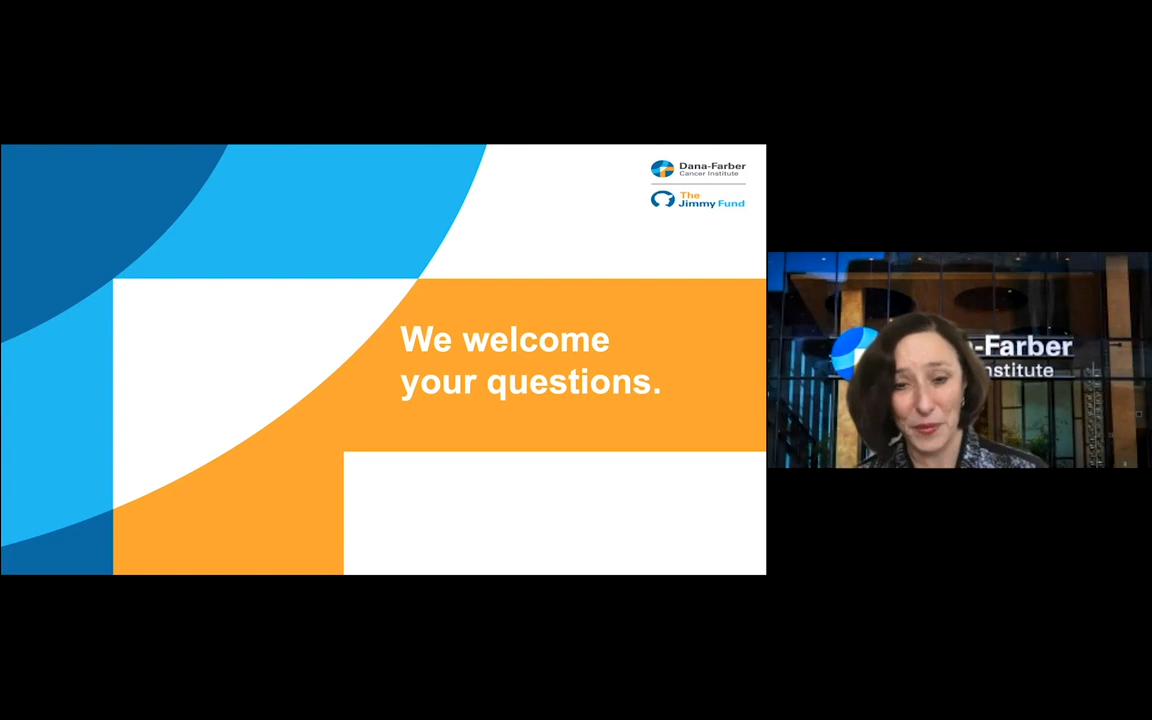 Dana-Farber
Cancer Institute
The
Jimmy Fund
We welcome
your questions.
-Farber
nstitute